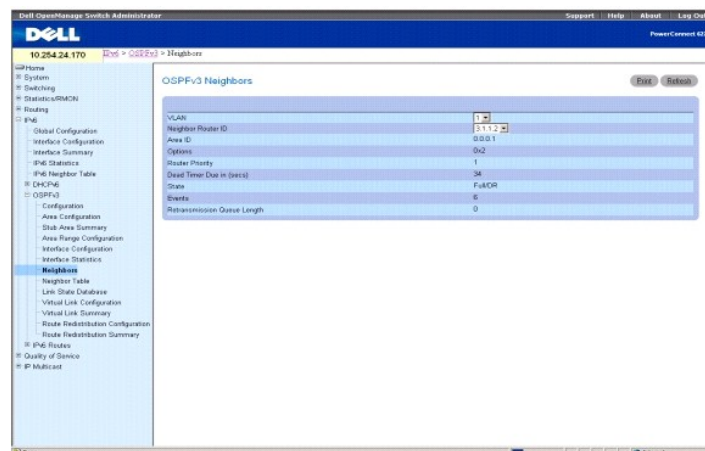 Dell OpenManage Switch Administrator
Support Help About Log Out
DELL
PowerConnect 62
10.254.24.170
IPv6 > OSPFv3 > Neighbors
Home
System
Switching
Statistics/RMON
Routing
IPv6
Global Configuration
Interface Configuration
Interface Summary
IPv6 Statistics
IPv6 Neighbor Table
DHCPv6
OSPFv3
Configuration
Area Configuration
Stub Area Summary
Area Range Configuration
Interface Configuration
Interface Statistics
Neighbors
Neighbor Table
Link State Database
Virtual Link Configuration
Virtual Link Summary
Route Redistribution Configuration
Route Redistribution Summary
IPv6 Routes
Quality of Service
IP Multicast
OSPFv3 Neighbors
Print Refresh
VLAN 1
Neighbor Router ID 3.1.1.2
Area ID 0.0.0.1
Options 0x2
Router Priority 1
Dead Timer Due in (secs) 34
State Full/DR
Events 6
Retransmission Queue Length 0